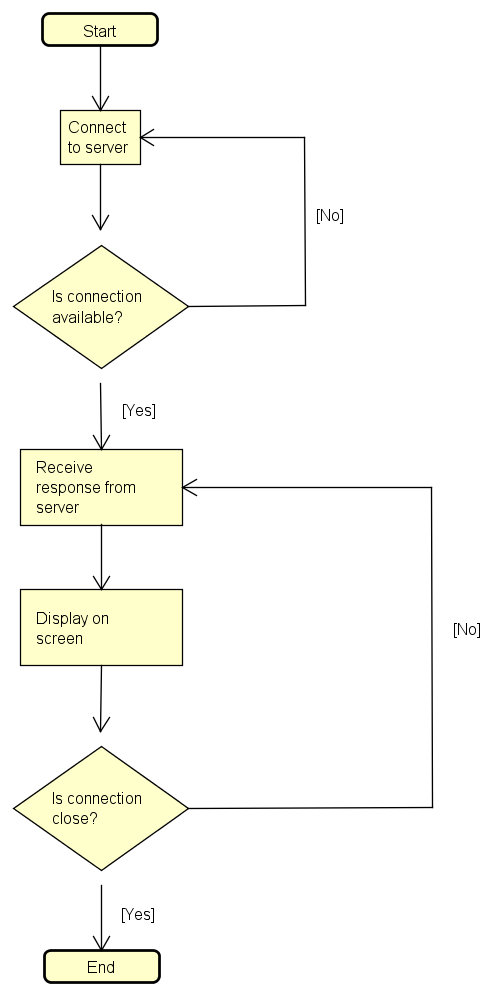 Start
Connect
to server
[No]
Is connection
available?
[Yes]
Receive
response from
server
Display on
screen
[No]
Is connection
close?
[Yes]
End